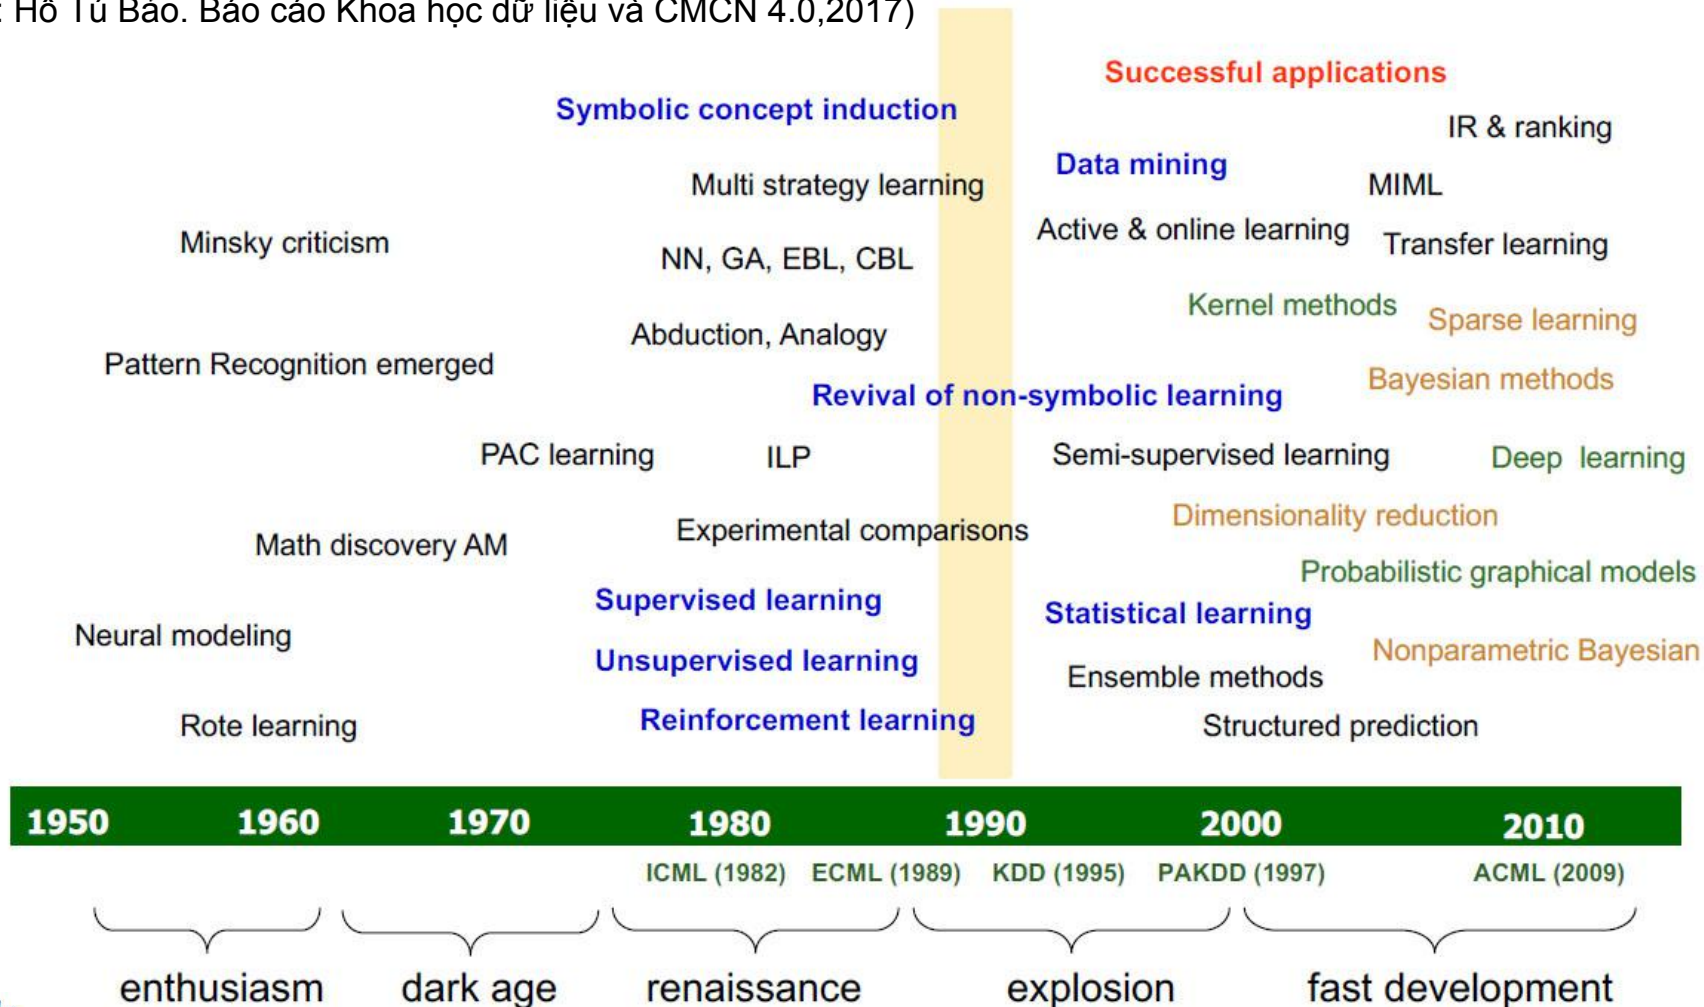 : Hồ Tú Bảo. Báo cáo Khoa học dữ liệu và CMCN 4.0,2017)
Successful applications
Symbolic concept induction
IR & ranking
Data mining
Multi strategy learning
MIML
Active & online learning
Minsky criticism
Transfer learning
NN, GA, EBL, CBL
Kernel methods
Sparse learning
Abduction, Analogy
Pattern Recognition emerged
Bayesian methods
Revival of non-symbolic learning
PAC learning
ILP
Semi-supervised learning
Deep learning
Dimensionality reduction
Experimental comparisons
Math discovery AM
Probabilistic graphical models
Supervised learning
Statistical learning
Neural modeling
Nonparametric Bayesian
Unsupervised learning
Ensemble methods
Reinforcement learning
Rote learning
Structured prediction
1950 1960 1970 1980 1990 2000 2010
ICML (1982) ECML (1989) KDD (1995) PAKDD (1997) ACML (2009)
enthusiasm dark age renaissance explosion fast development